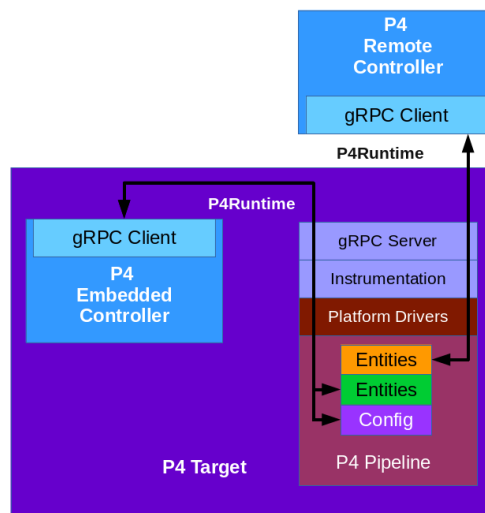 P4
Remote
Controller
gRPC Client
P4Runtime
P4Runtime
gRPC Client
P4
Embedded
Controller
gRPC Server
Instrumentation
Platform Drivers
Entities
Entities
Config
P4 Pipeline
P4 Target